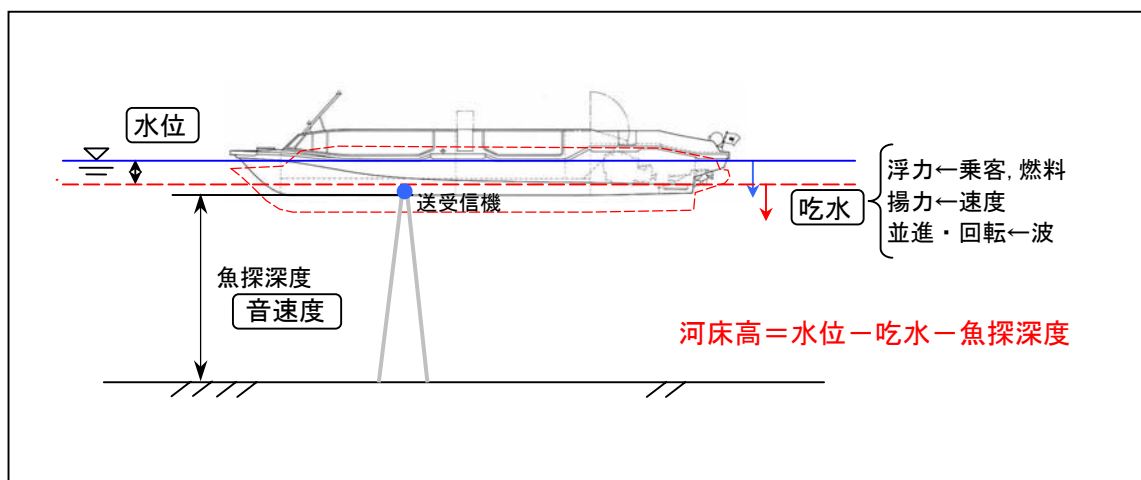 水位
送受信機
吃水
浮力←乗客，燃料
揚力←速度
並進・回転←波
魚探深度
音速度
河床高＝水位－吃水－魚探深度